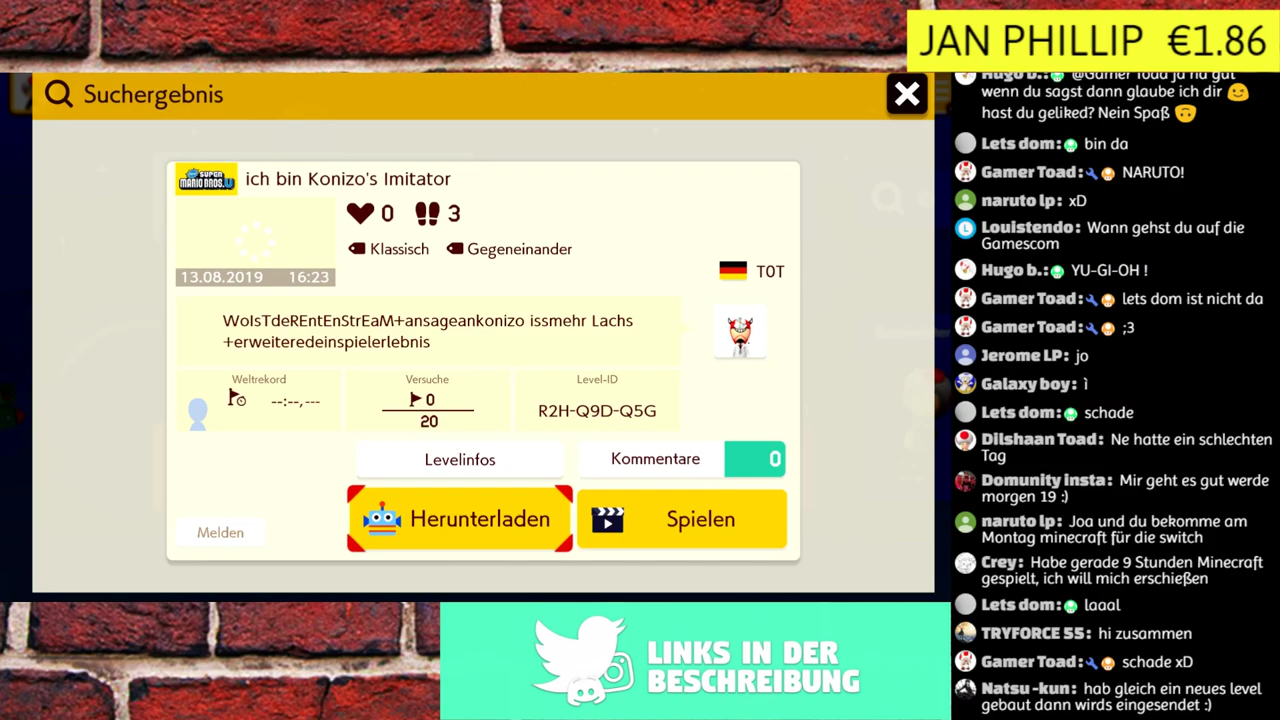 JAN PHILLIP €1.86
Suchergebnis
SUPER
MARIO BROS. U
ich bin Konizo's Imitator
0 3
Klassisch Gegeneinander
13.08.2019 16:23
TOT
WoIsTdeREntEnStrEaM+ansageankonizo issmehr Lachs
+erweiteredeinspielerlebnis
Weltrekord
--:--,---
Versuche
0
20
Level-ID
R2H-Q9D-Q5G
Levelinfos
Kommentare 0
Melden
Herunterladen
Spielen
LINKS IN DER
BESCHREIBUNG
Hugo b.: @Gamer Toad ja na gut
wenn du sagst dann glaube ich dir 😉
hast du geliked? Nein Spaß 🙃
Lets dom: bin da
Gamer Toad: NARUTO!
naruto lp: xD
Louistendo: Wann gehst du auf die
Gamescom
Hugo b.: YU-GI-OH !
Gamer Toad: lets dom ist nicht da
Gamer Toad: ;3
Jerome LP: jo
Galaxy boy: ì
Lets dom: schade
Dilshaan Toad: Ne hatte ein schlechten
Tag
Domunity insta: Mir geht es gut werde
morgen 19 :)
naruto lp: Joa und du bekomme am
Montag minecraft für die switch
Crey: Habe gerade 9 Stunden Minecraft
gespielt, ich will mich erschießen
Lets dom: laaal
TRYFORCE 55: hi zusammen
Gamer Toad: schade xD
Natsu-kun: hab gleich ein neues level
gebaut dann wirds eingesendet :)